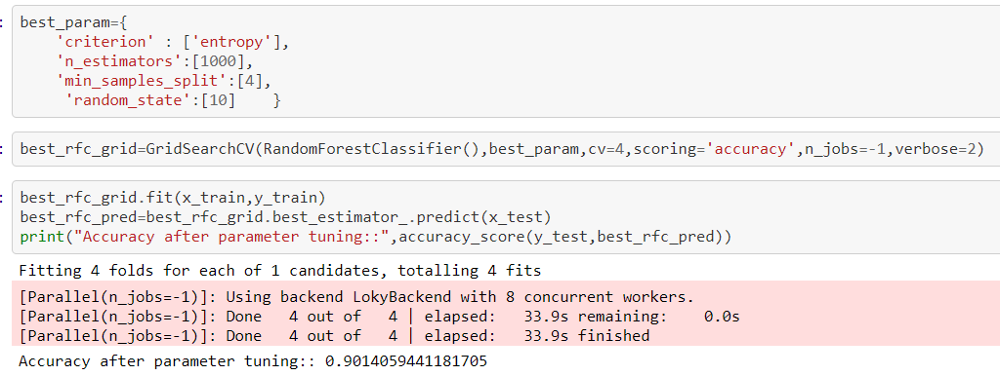 best_param={
    'criterion' : ['entropy'],
    'n_estimators':[1000],
    'min_samples_split':[4],
     'random_state':[10]    }
best_rfc_grid=GridSearchCV(RandomForestClassifier(),best_param,cv=4,scoring='accuracy',n_jobs=-1,verbose=2)
best_rfc_grid.fit(x_train,y_train)
best_rfc_pred=best_rfc_grid.best_estimator_.predict(x_test)
print("Accuracy after parameter tuning::",accuracy_score(y_test,best_rfc_pred))
Fitting 4 folds for each of 1 candidates, totalling 4 fits
[Parallel(n_jobs=-1)]: Using backend LokyBackend with 8 concurrent workers.
[Parallel(n_jobs=-1)]: Done   4 out of   4 | elapsed:   33.9s remaining:    0.0s
[Parallel(n_jobs=-1)]: Done   4 out of   4 | elapsed:   33.9s finished
Accuracy after parameter tuning:: 0.9014059441181705